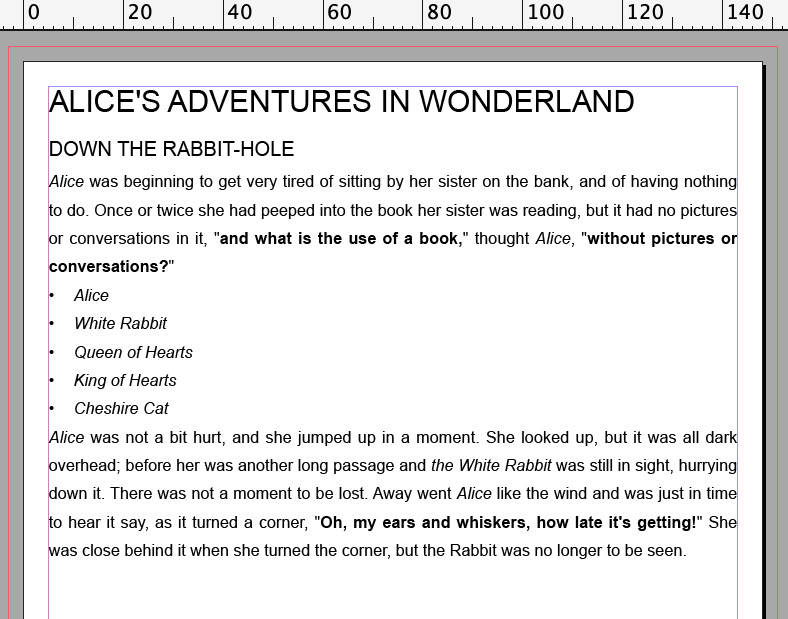 0 20 40 60 80 100 120 140
ALICE'S ADVENTURES IN WONDERLAND
DOWN THE RABBIT-HOLE
Alice was beginning to get very tired of sitting by her sister on the bank, and of having nothing
to do. Once or twice she had peeped into the book her sister was reading, but it had no pictures
or conversations in it, "and what is the use of a book," thought Alice, "without pictures or
conversations?"
• Alice
• White Rabbit
• Queen of Hearts
• King of Hearts
• Cheshire Cat
Alice was not a bit hurt, and she jumped up in a moment. She looked up, but it was all dark
overhead; before her was another long passage and the White Rabbit was still in sight, hurrying
down it. There was not a moment to be lost. Away went Alice like the wind and was just in time
to hear it say, as it turned a corner, "Oh, my ears and whiskers, how late it's getting!" She
was close behind it when she turned the corner, but the Rabbit was no longer to be seen.